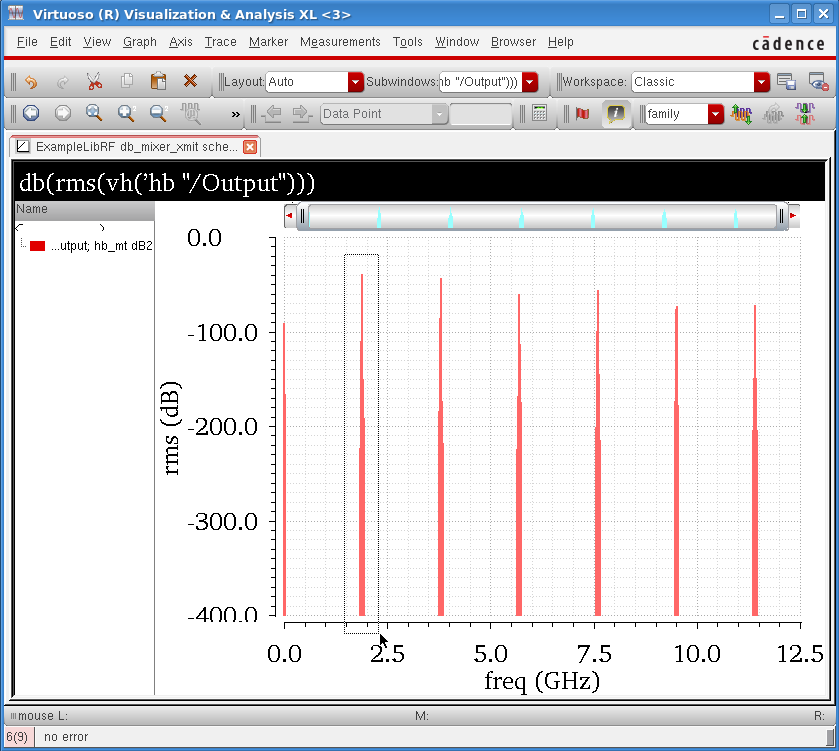 Virtuoso (R) Visualization & Analysis XL <3>
File Edit View Graph Axis Trace Marker Measurements Tools Window Browser Help
cādence
Layout: Auto Subwindows: hb "/Output"))) Workspace: Classic
» Data Point family
ExampleLibRF db_mixer_xmit sche...
db(rms(vh('hb "/Output")))
Name
...utput; hb_mt dB2
0.0
-100.0
-200.0
-300.0
-400.0
rms (dB)
0.0 2.5 5.0 7.5 10.0 12.5
freq (GHz)
mouse L: M: R:
6(9) no error